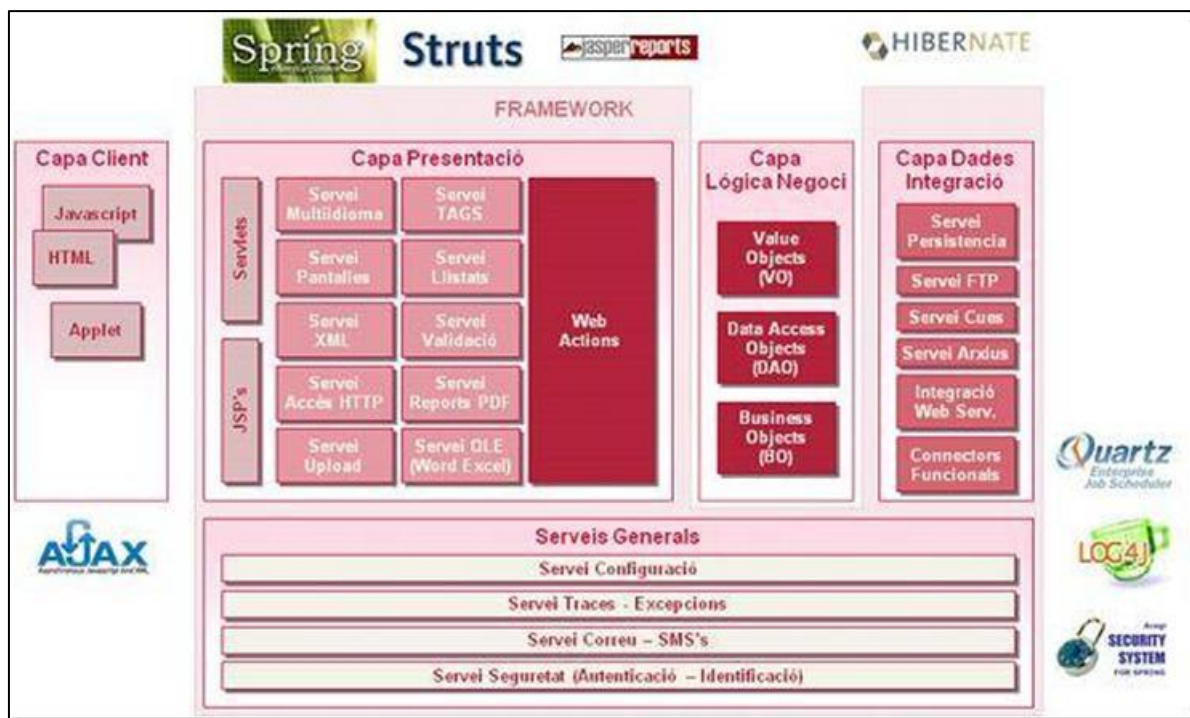 Spring
Struts
jasperreports
HIBERNATE
FRAMEWORK
Capa Client
Javascript
HTML
Applet
Capa Presentació
Servlets
JSP's
Servei
Multiidioma
Servei
TAGS
Servei
Pantalles
Servei
Llistats
Servei
XML
Servei
Validació
Servei
Accés HTTP
Servei
Reports PDF
Servei
Upload
Servei OLE
(Word Excel)
Web
Actions
Capa
Lógica Negoci
Value
Objects
(VO)
Data Access
Objects
(DAO)
Business
Objects
(BO)
Capa Dades
Integració
Servei
Persistencia
Servei FTP
Servei Cues
Servei Arxius
Integració
Web Serv.
Connectors
Funcionals
Quartz
Enterprise
Job Scheduler
AJAX
LOG4J
Acegi
SECURITY
SYSTEM
FOR SPRING
Serveis Generals
Servei Configuració
Servei Traces - Excepcions
Servei Correu – SMS's
Servei Seguretat (Autenticació – Identificació)